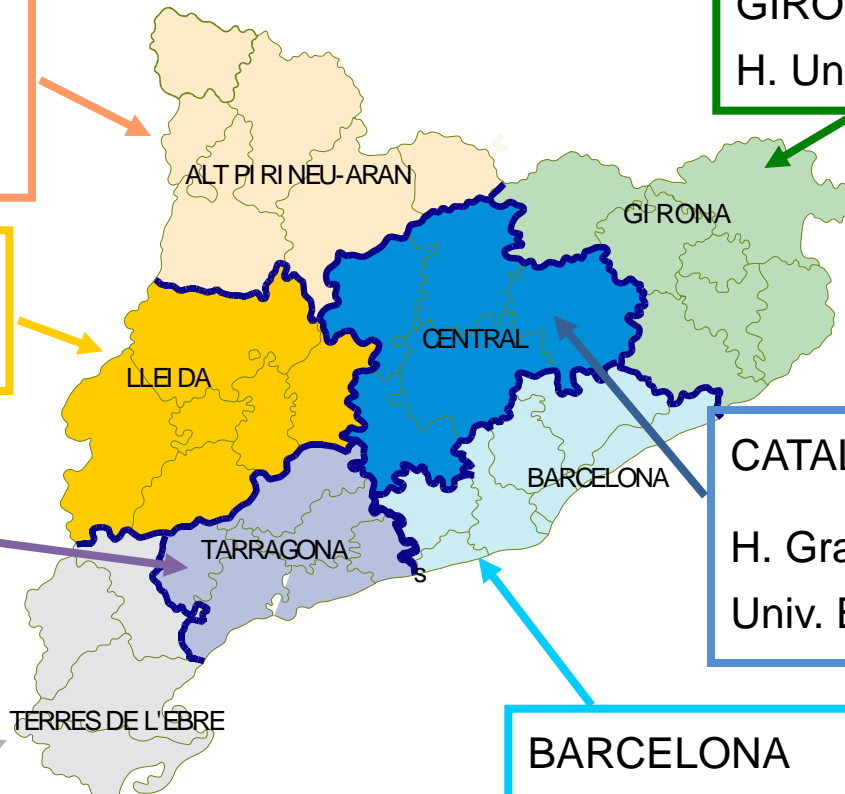 GIRO
H. Un
ALT PIRINEU-ARAN
GIRONA
CENTRAL
LLEIDA
CATAL
BARCELONA
H. Gra
TARRAGONA
s
Univ. E
TERRES DE L'EBRE
BARCELONA